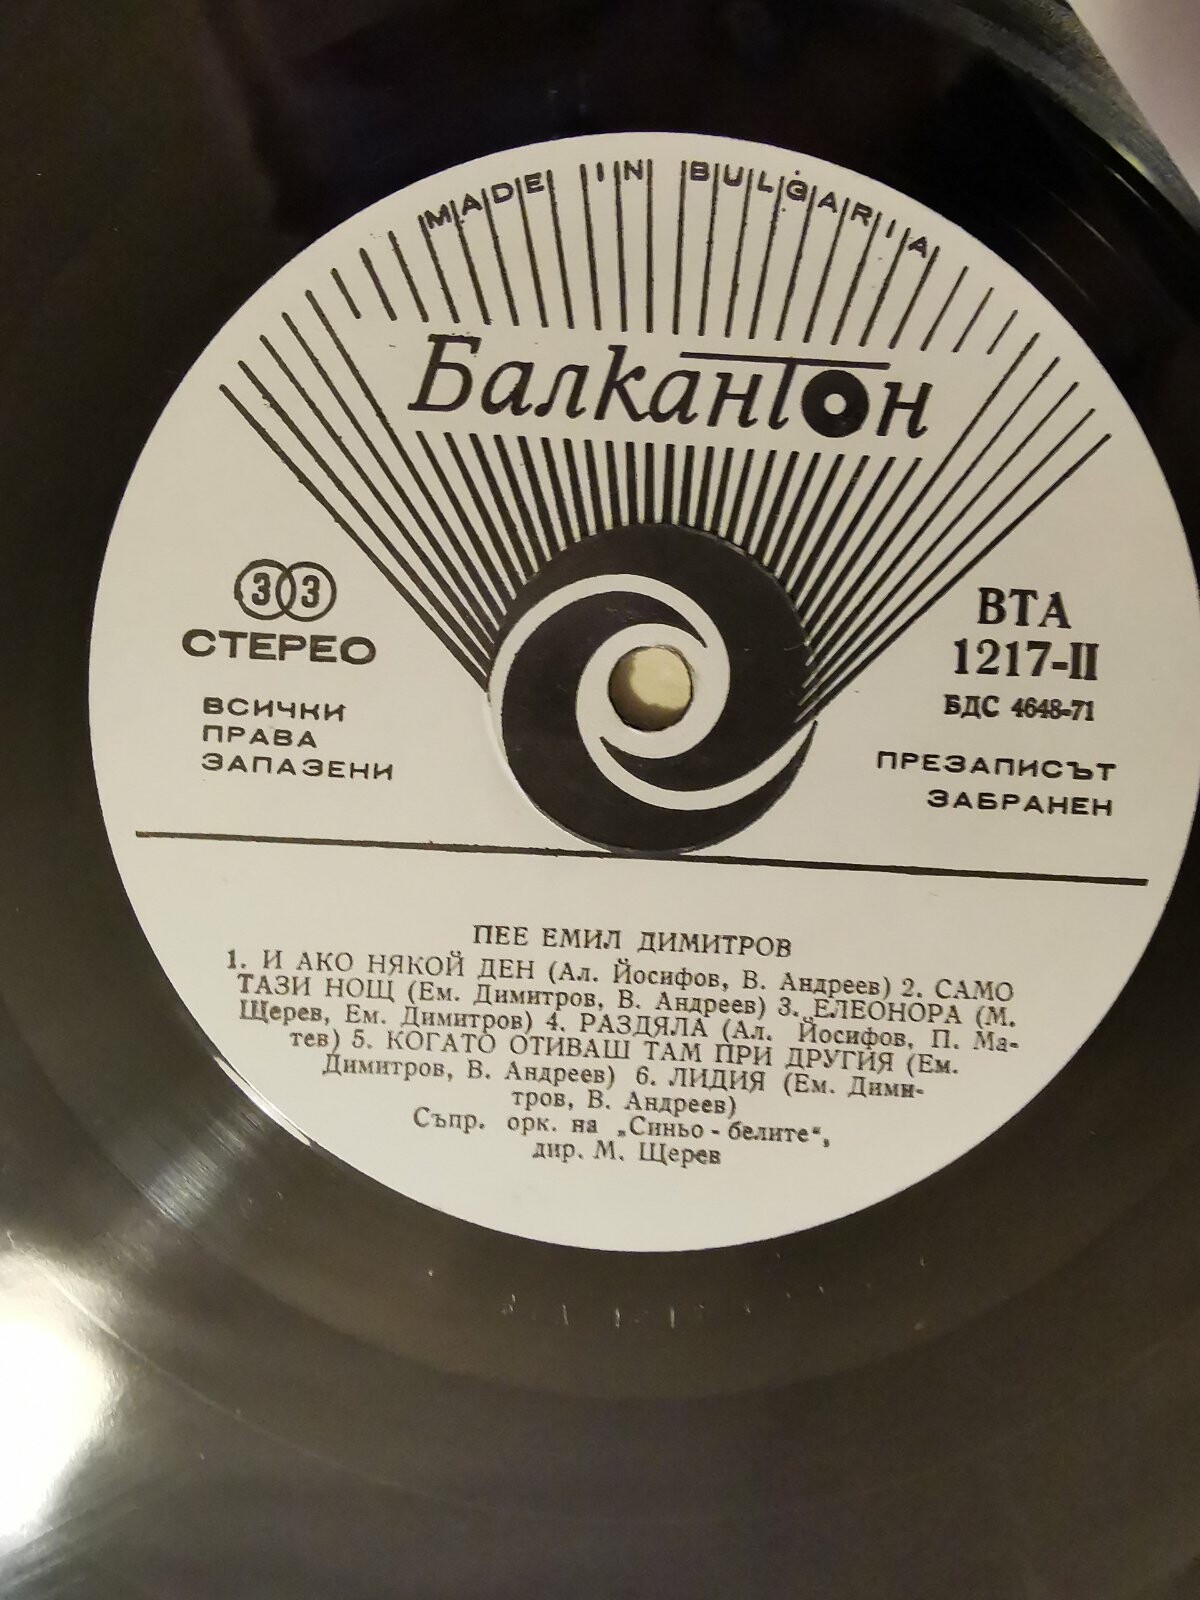 MADE IN BULGARIA
Балкантон
33
СТЕРЕО
ВСИЧКИ
ПРАВА
ЗАПАЗЕНИ
ВТА
1217-II
БДС 4648-71
ПРЕЗАПИСЪТ
ЗАБРАНЕН
ПЕЕ ЕМИЛ ДИМИТРОВ
1. И АКО НЯКОЙ ДЕН (Ал. Йосифов, В. Андреев) 2. САМО
ТАЗИ НОЩ (Ем. Димитров, В. Андреев) 3. ЕЛЕОНОРА (М.
Щерев, Ем. Димитров) 4. РАЗДЯЛА (Ал. Йосифов, П. Ма-
тев) 5. КОГАТО ОТИВАШ ТАМ ПРИ ДРУГИЯ (Ем.
Димитров, В. Андреев) 6. ЛИДИЯ (Ем. Дими-
тров, В. Андреев)
Съпр. орк. на „Синьо - белите“,
дир. М. Щерев